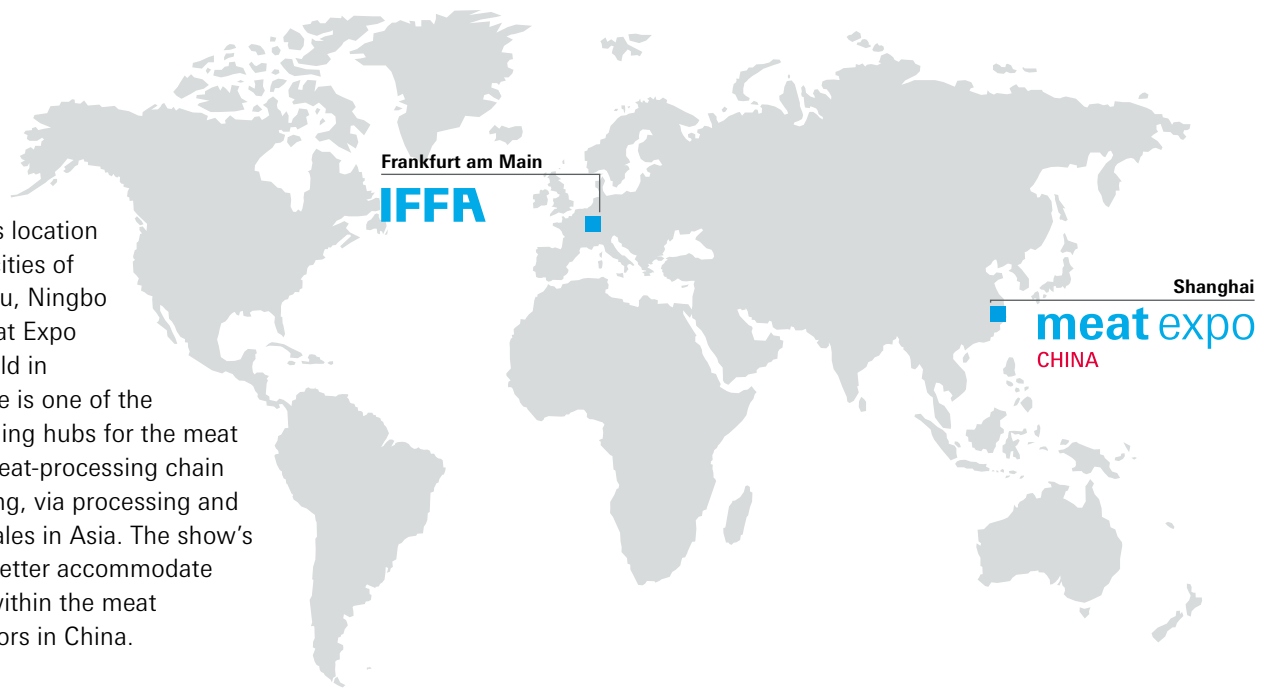 Frankfurt am Main
IFFA
s location
ities of
u, Ningbo
at Expo
ld in
e is one of the
ing hubs for the meat
eat-processing chain
ng, via processing and
ales in Asia. The show’s
etter accommodate
within the meat
ors in China.
Shanghai
meat expo
CHINA